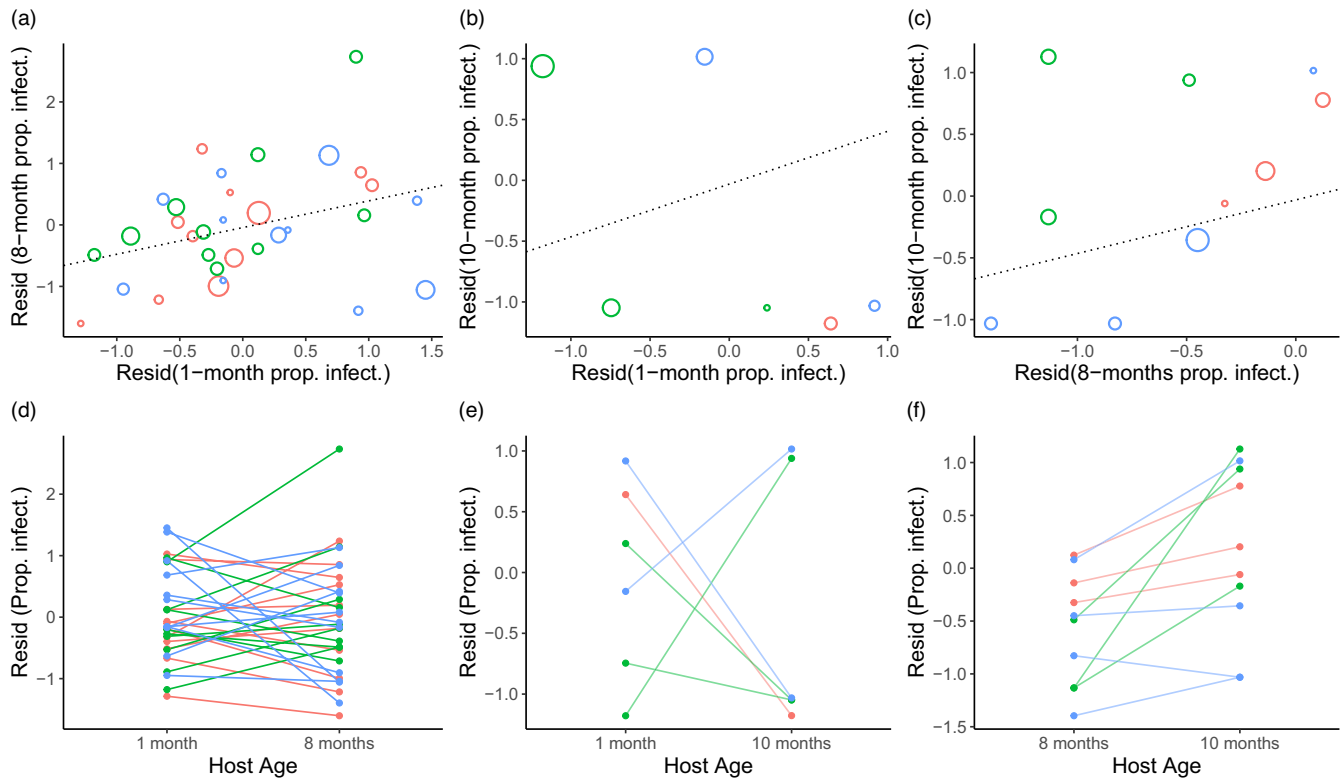 (a)
Resid (8−month prop. infect.)
2
1
0
−1
−1.0 −0.5 0.0 0.5 1.0 1.5
Resid(1−month prop. infect.)
(b)
Resid(10−month prop. infect.)
1.0
0.5
0.0
−0.5
−1.0
−1.0 −0.5 0.0 0.5 1.0
Resid(1−month prop. infect.)
(c)
Resid(10−month prop. infect.)
1.0
0.5
0.0
−0.5
−1.0
−1.0 −0.5 0.0
Resid(8−months prop. infect.)
(d)
Resid (Prop. infect.)
2
1
0
−1
1 month 8 months
Host Age
(e)
Resid (Prop. infect.)
1.0
0.5
0.0
−0.5
−1.0
1 month 10 months
Host Age
(f)
Resid (Prop. infect.)
1.0
0.5
0.0
−0.5
−1.0
−1.5
8 months 10 months
Host Age